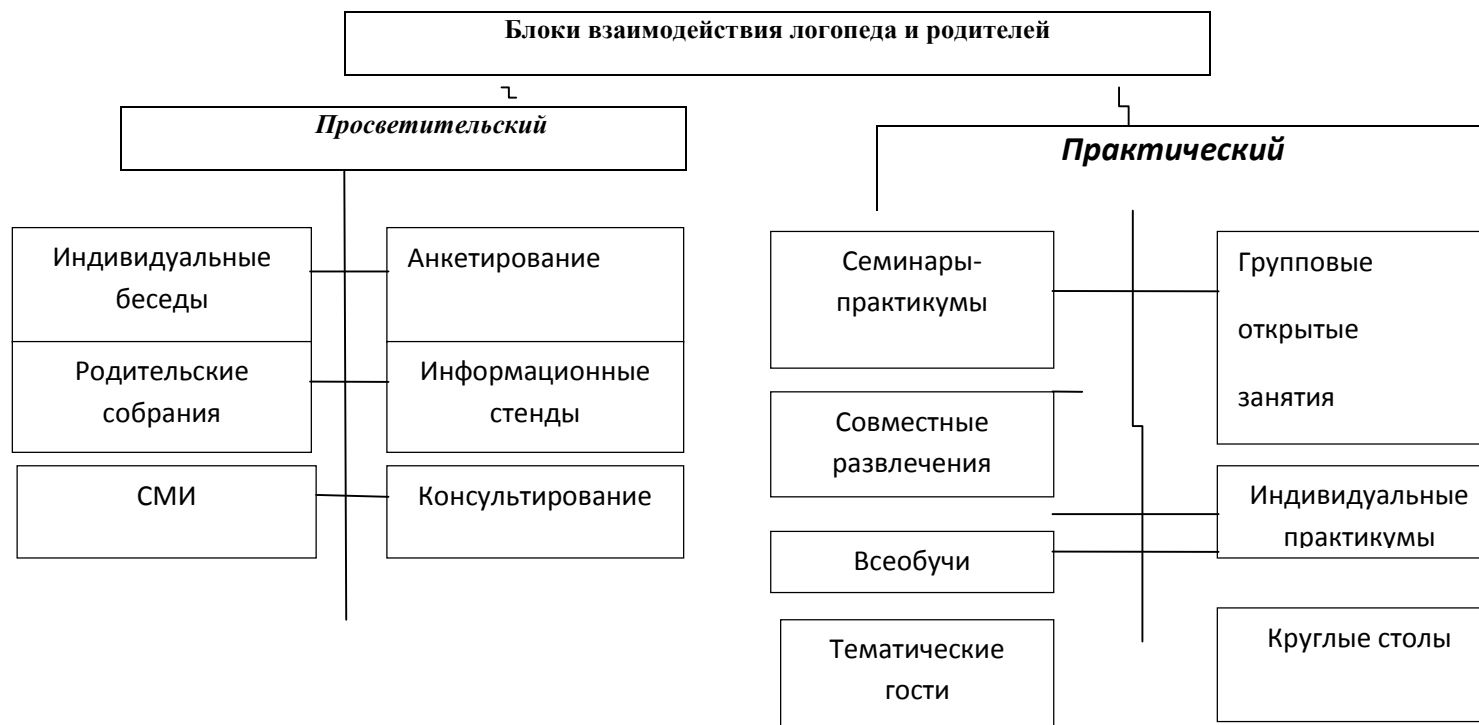 Блоки взаимодействия логопеда и родителей
Просветительский
Практический
Индивидуальные
беседы
Анкетирование
Родительские
собрания
Информационные
стенды
СМИ
Консультирование
Семинары-
практикумы
Групповые
открытые
занятия
Совместные
развлечения
Индивидуальные
практикумы
Всеобучи
Тематические
гости
Круглые столы